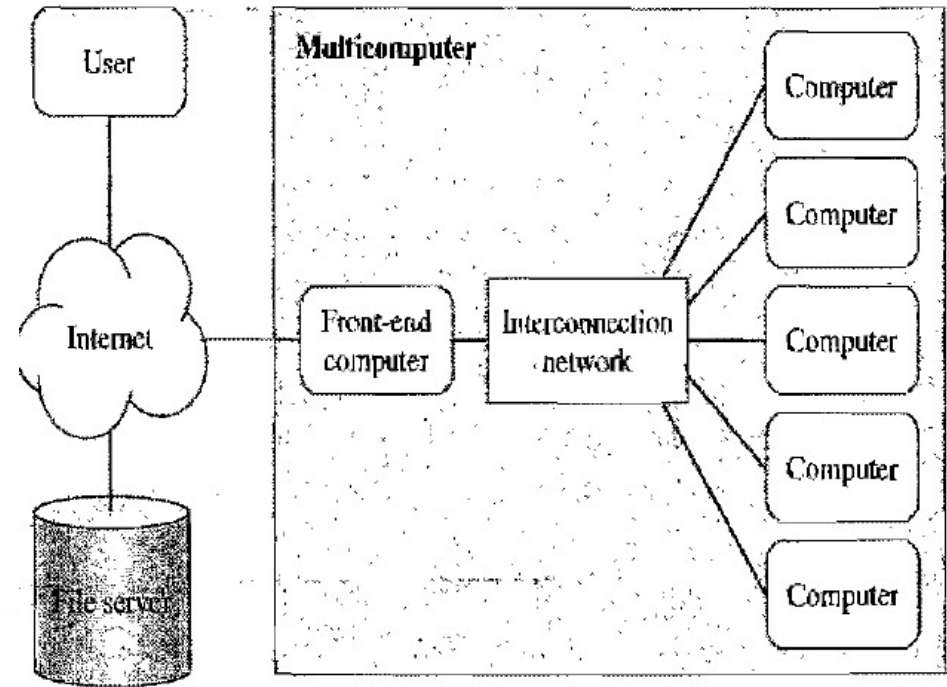 User
Multicomputer
Computer
Computer
Internet
Front-end
computer
Interconnection
network
Computer
Computer
File server
Computer